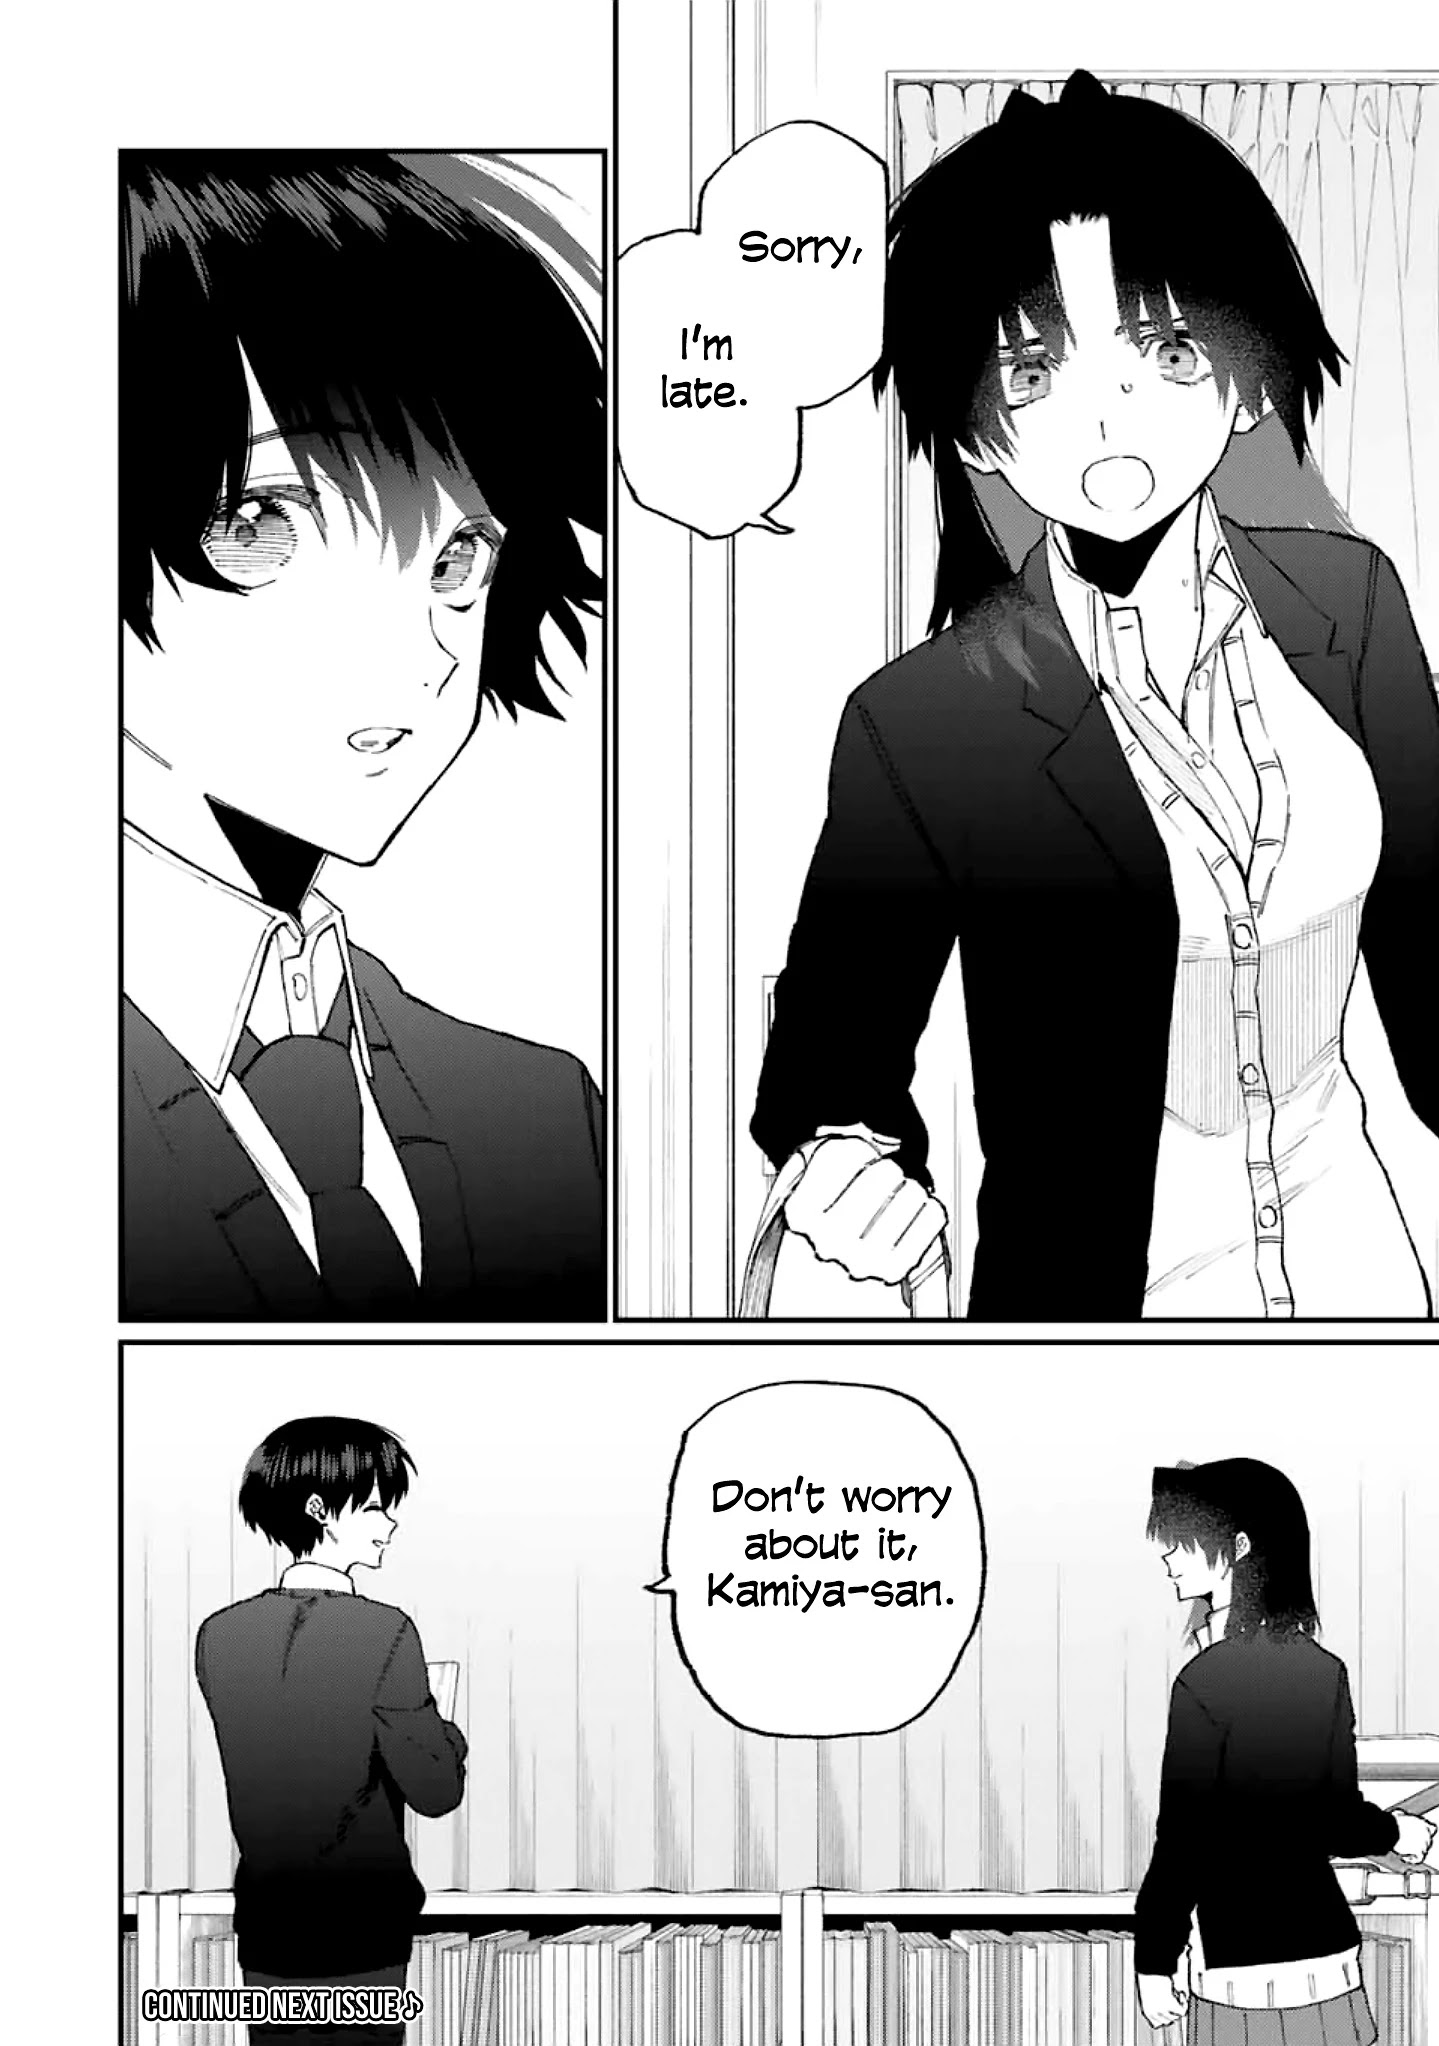 Sorry,
I'm
late.
Don't worry
about it,
Kamiya-san.
CONTINUED NEXT ISSUE♪